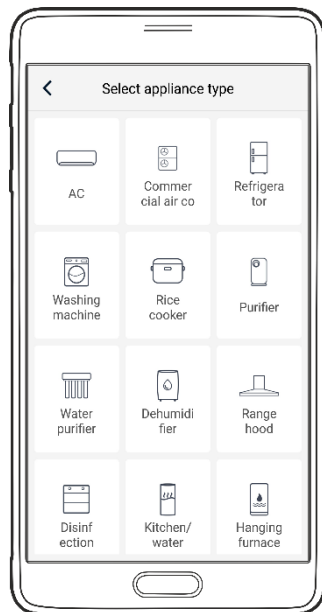 Select appliance type
AC
Commer
cial air co
Refrigera
tor
Washing
machine
Rice
cooker
Purifier
Water
purifier
Dehumidi
fier
Range
hood
Disinf
ection
Kitchen/
water
Hanging
furnace